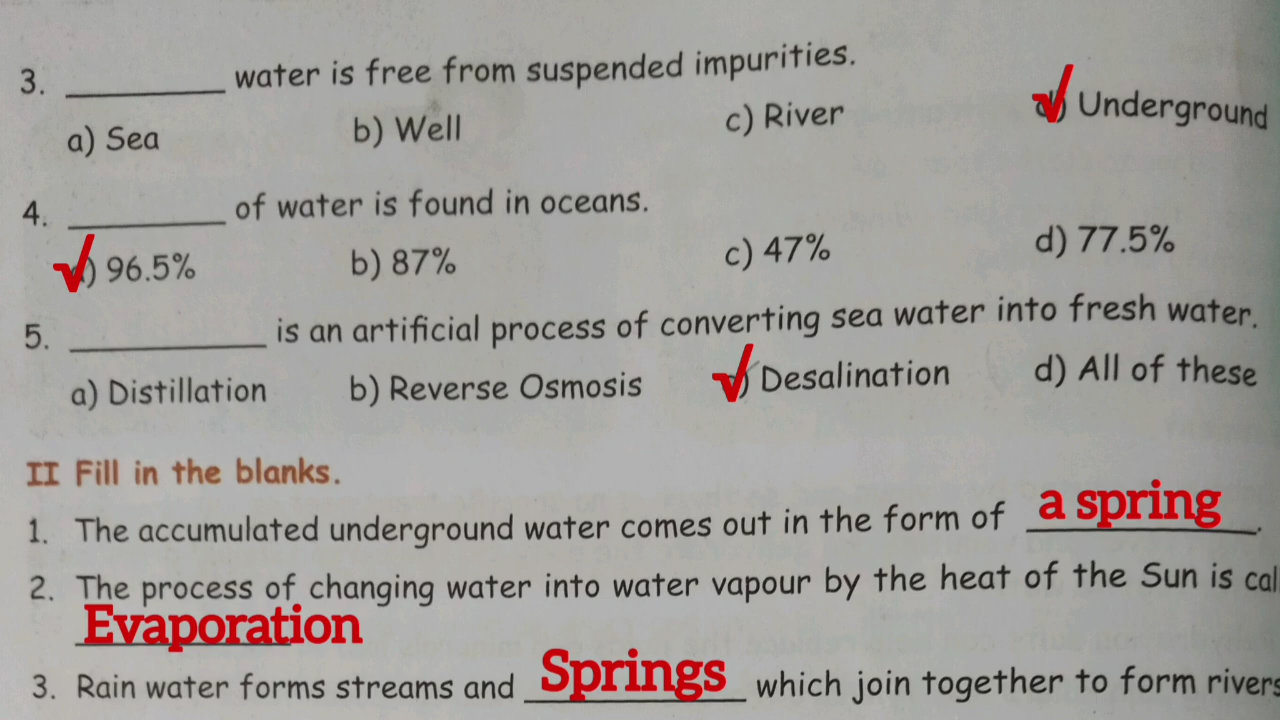 3. __________ water is free from suspended impurities.
a) Sea b) Well c) River d) Underground
4. __________ of water is found in oceans.
a) 96.5% b) 87% c) 47% d) 77.5%
5. __________ is an artificial process of converting sea water into fresh water.
a) Distillation b) Reverse Osmosis c) Desalination d) All of these
II Fill in the blanks.
1. The accumulated underground water comes out in the form of a spring.
2. The process of changing water into water vapour by the heat of the Sun is cal
Evaporation
3. Rain water forms streams and Springs which join together to form rivers